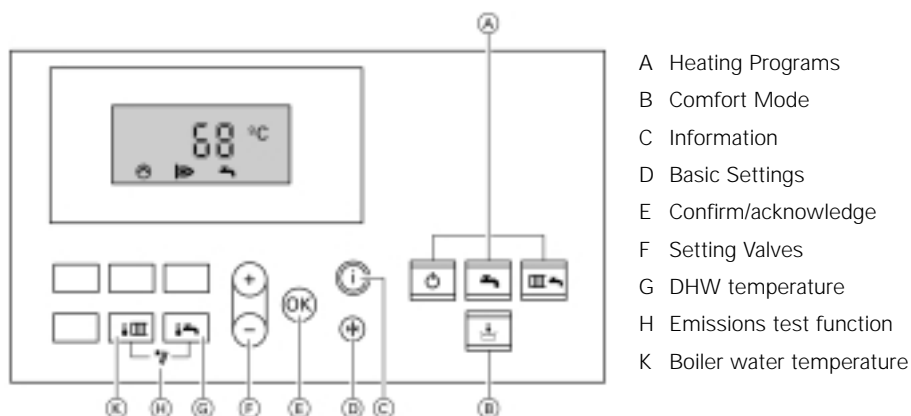 A
68 °C
i
+
OK
−
K H G F E D C B
A Heating Programs
B Comfort Mode
C Information
D Basic Settings
E Confirm/acknowledge
F Setting Valves
G DHW temperature
H Emissions test function
K Boiler water temperature